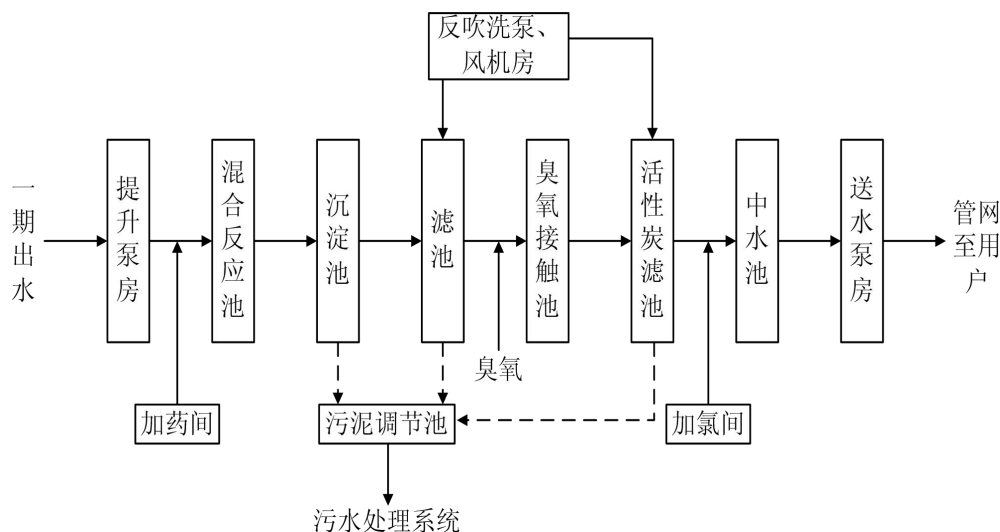 反吹洗泵、
风机房
一期出水
提升泵房
混合反应池
沉淀池
滤池
臭氧接触池
活性炭滤池
中水池
送水泵房
管网
至用
户
臭氧
加药间
污泥调节池
加氯间
污水处理系统